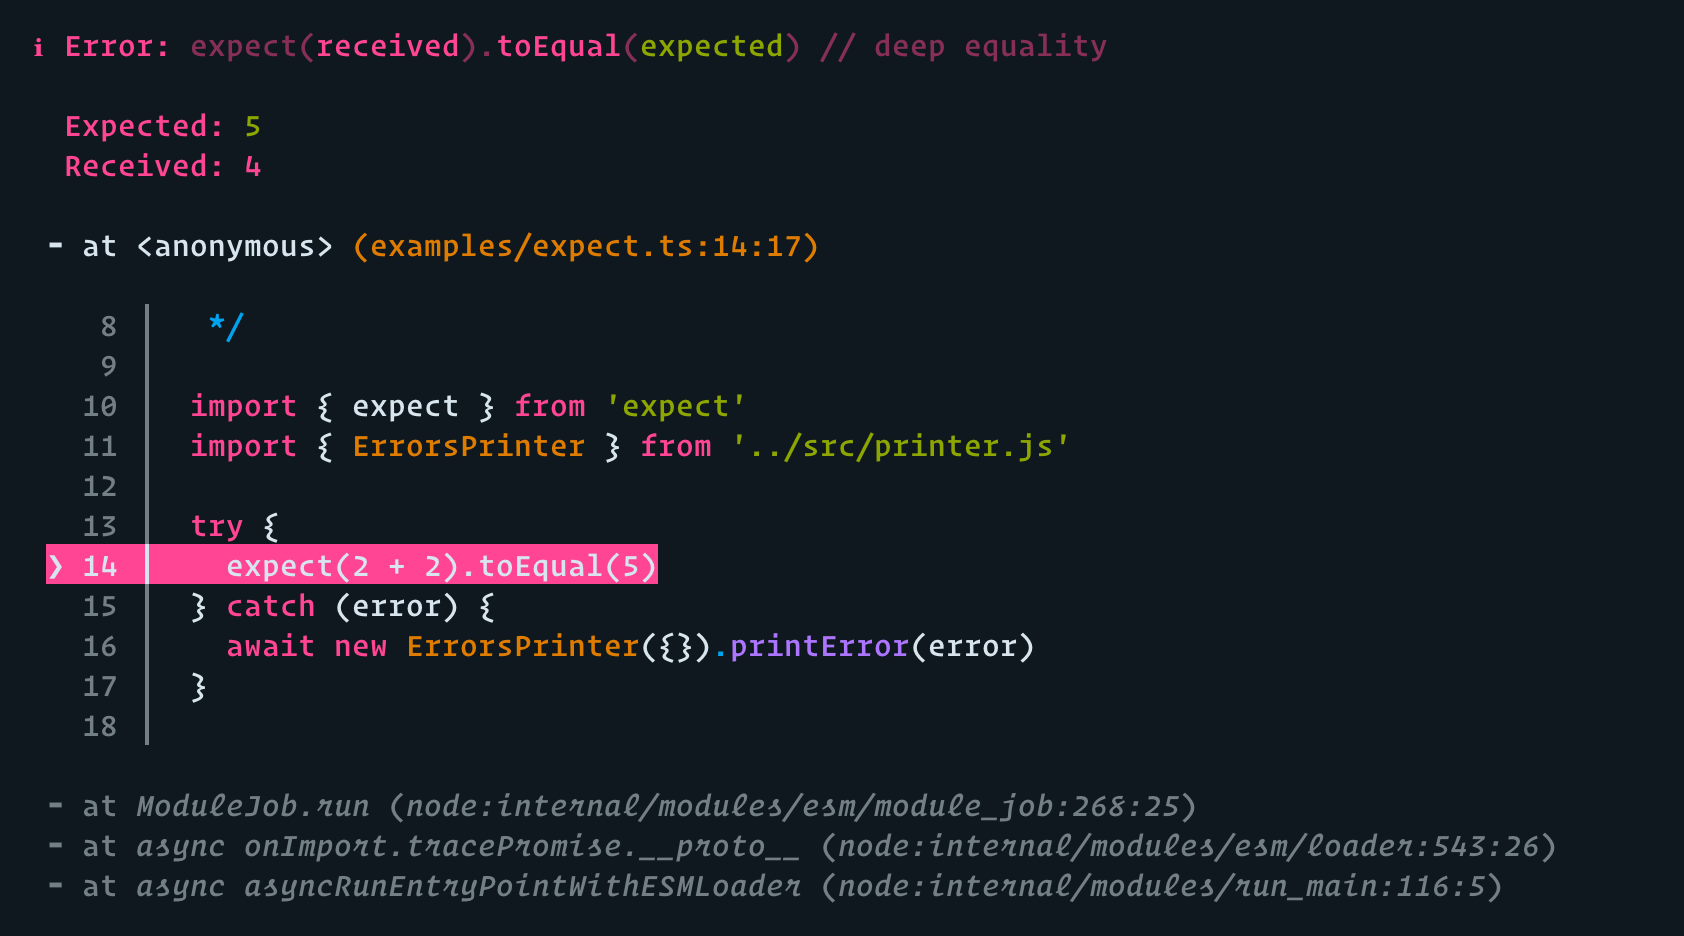 ℹ Error: expect(received).toEqual(expected) // deep equality
Expected: 5
Received: 4
⁃ at <anonymous> (examples/expect.ts:14:17)
8 │ */
9 │
10 │ import { expect } from 'expect'
11 │ import { ErrorsPrinter } from '../src/printer.js'
12 │
13 │ try {
❯ 14 │ expect(2 + 2).toEqual(5)
15 │ } catch (error) {
16 │ await new ErrorsPrinter({}).printError(error)
17 │ }
18 │
⁃ at ModuleJob.run (node:internal/modules/esm/module_job:268:25)
⁃ at async onImport.tracePromise.__proto__ (node:internal/modules/esm/loader:543:26)
⁃ at async asyncRunEntryPointWithESMLoader (node:internal/modules/run_main:116:5)